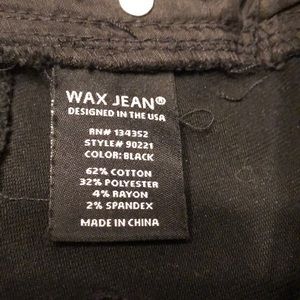 WAX JEAN®
DESIGNED IN THE USA
RN# 134352
STYLE# 90221
COLOR: BLACK
62% COTTON
32% POLYESTER
4% RAYON
2% SPANDEX
MADE IN CHINA